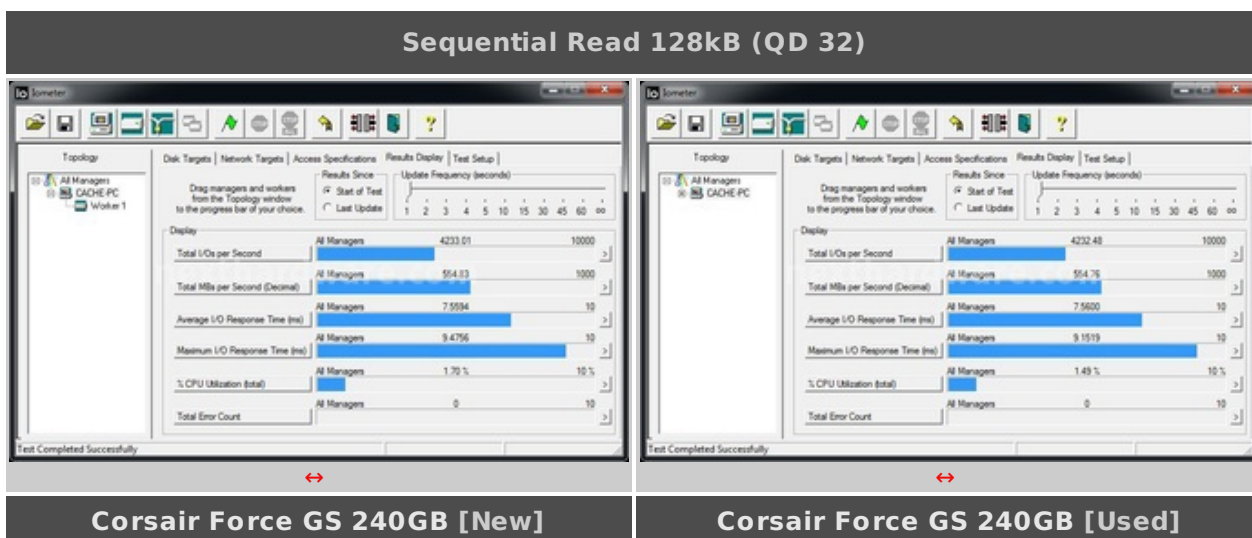 Sequential Read 128kB (QD 32)
Iometer
Topology
All Managers
CACHE-PC
Worker 1
Disk Targets | Network Targets | Access Specifications | Results Display | Test Setup
Drag managers and workers
from the Topology window
to the progress bar of your choice.
Results Since
Start of Test
Last Update
Update Frequency (seconds)
1 2 3 4 5 10 15 30 45 60 oo
Display
All Managers 4233.01 10000
Total I/Os per Second
All Managers 554.83 1000
Total MBs per Second (Decimal)
All Managers 7.5594 10
Average I/O Response Time (ms)
All Managers 9.4756 10
Maximum I/O Response Time (ms)
All Managers 1.70 % 10 %
% CPU Utilization (total)
All Managers 0 10
Total Error Count
Test Completed Successfully
Iometer
Topology
All Managers
CACHE-PC
Disk Targets | Network Targets | Access Specifications | Results Display | Test Setup
Drag managers and workers
from the Topology window
to the progress bar of your choice.
Results Since
Start of Test
Last Update
Update Frequency (seconds)
1 2 3 4 5 10 15 30 45 60 oo
Display
All Managers 4232.48 10000
Total I/Os per Second
All Managers 554.76 1000
Total MBs per Second (Decimal)
All Managers 7.5600 10
Average I/O Response Time (ms)
All Managers 9.1519 10
Maximum I/O Response Time (ms)
All Managers 1.49 % 10 %
% CPU Utilization (total)
All Managers 0 10
Total Error Count
Test Completed Successfully
↔
↔
Corsair Force GS 240GB [New]
Corsair Force GS 240GB [Used]